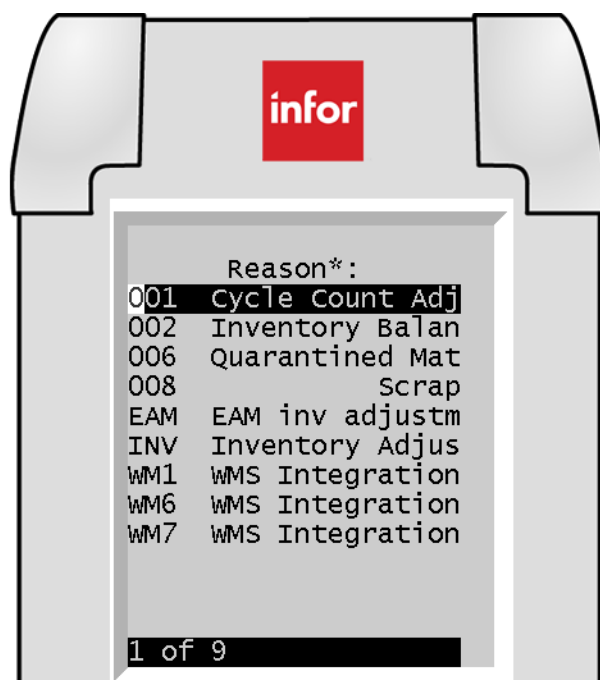 infor
Reason*:
001 Cycle Count Adj
002 Inventory Balan
006 Quarantined Mat
008 Scrap
EAM EAM inv adjustm
INV Inventory Adjus
WM1 WMS Integration
WM6 WMS Integration
WM7 WMS Integration
1 of 9